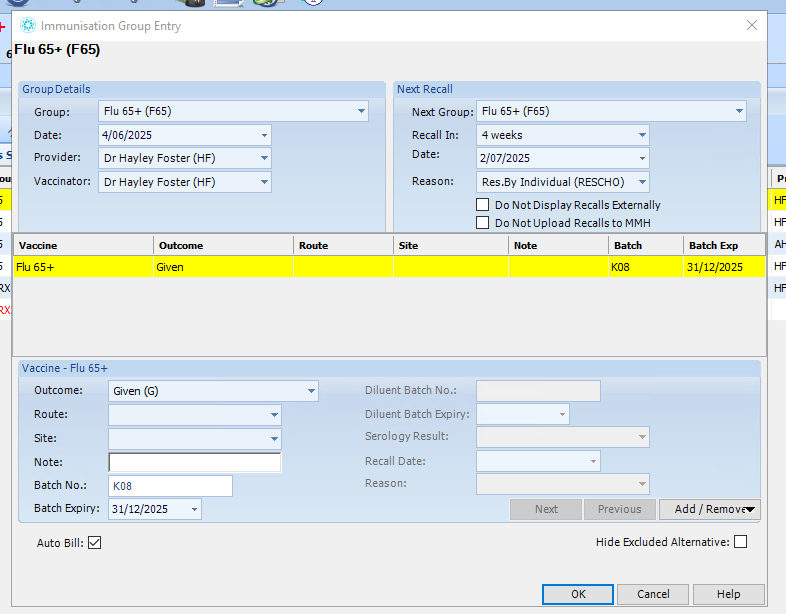 Immunisation Group Entry
Flu 65+ (F65)
Group Details
Group: Flu 65+ (F65)
Date: 4/06/2025
Provider: Dr Hayley Foster (HF)
Vaccinator: Dr Hayley Foster (HF)
Next Recall
Next Group: Flu 65+ (F65)
Recall In: 4 weeks
Date: 2/07/2025
Reason: Res.By Individual (RESCHO)
Do Not Display Recalls Externally
Do Not Upload Recalls to MMH
Vaccine Outcome Route Site Note Batch Batch Exp
Flu 65+ Given K08 31/12/2025
Vaccine - Flu 65+
Outcome: Given (G)
Route:
Site:
Note:
Batch No.: K08
Batch Expiry: 31/12/2025
Diluent Batch No.:
Diluent Batch Expiry:
Serology Result:
Recall Date:
Reason:
Next Previous Add / Remove
Auto Bill:
Hide Excluded Alternative:
OK Cancel Help
HF
HF
AH
HF
HF